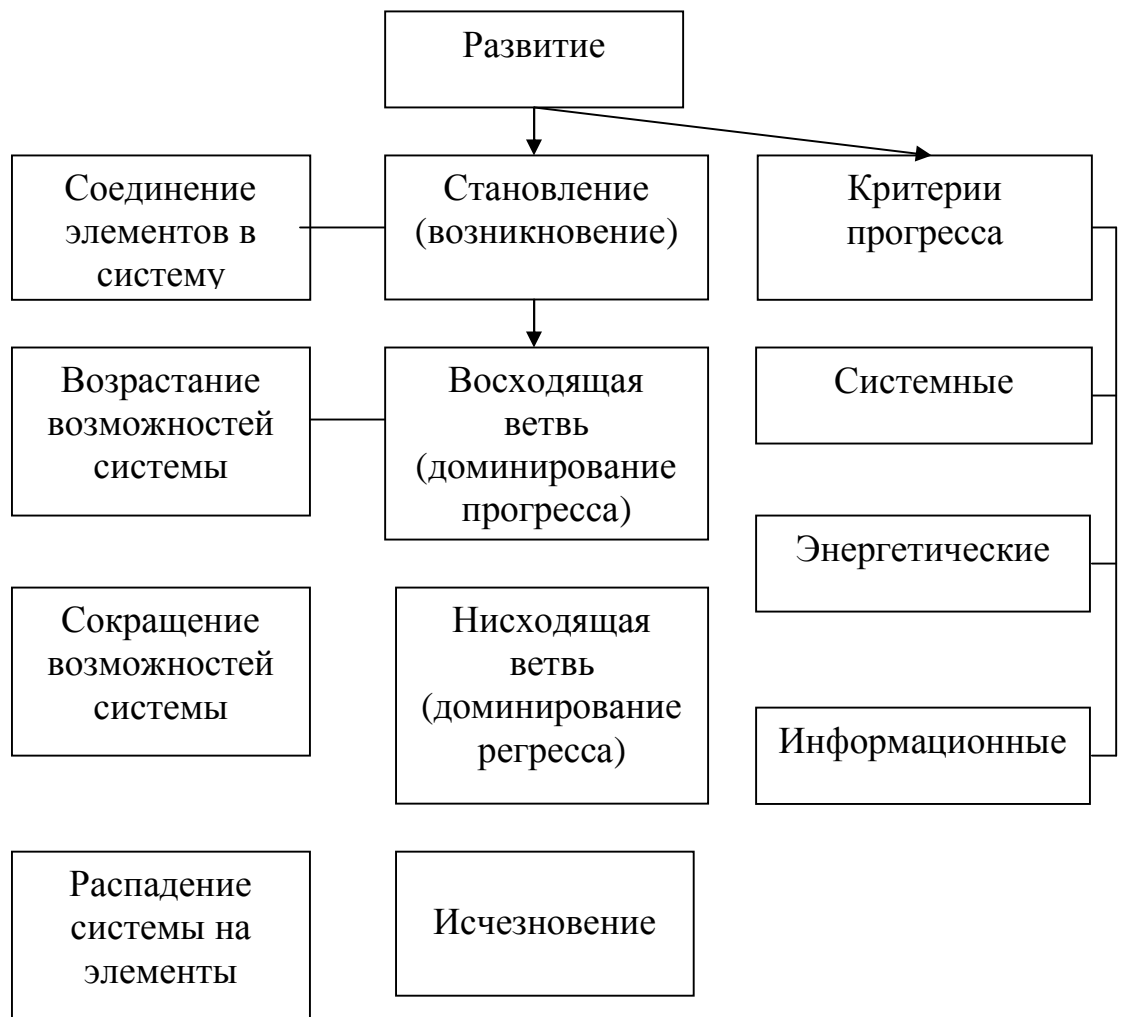 Развитие
Соединение
элементов в
систему
Становление
(возникновение)
Критерии
прогресса
Возрастание
возможностей
системы
Восходящая
ветвь
(доминирование
прогресса)
Системные
Энергетические
Сокращение
возможностей
системы
Нисходящая
ветвь
(доминирование
регресса)
Информационные
Распадение
системы на
элементы
Исчезновение